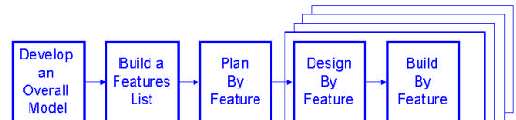 Develop
an
Overall
Model
Build a
Features
List
Plan
By
Feature
Design
By
Feature
Build
By
Feature